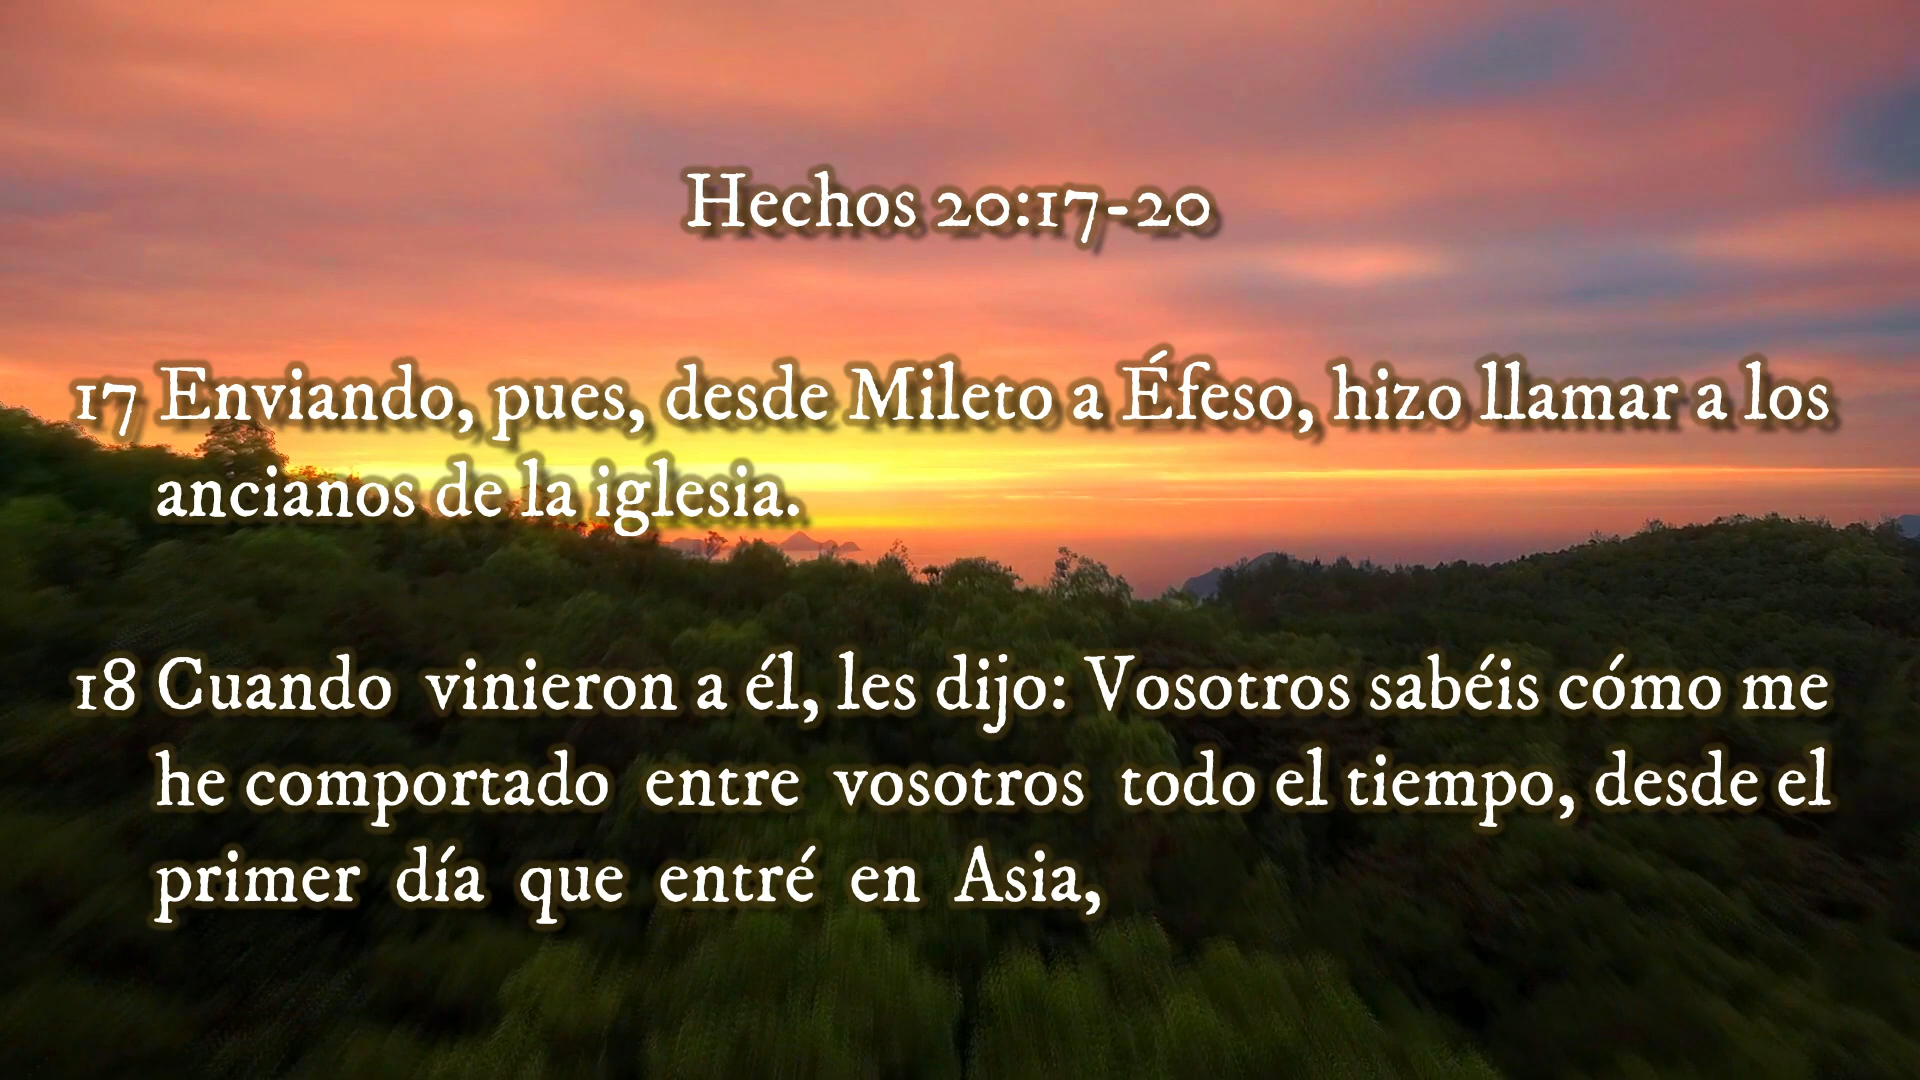 Hechos 20:17-20
17 Enviando, pues, desde Mileto a Éfeso, hizo llamar a los
ancianos de la iglesia.
18 Cuando vinieron a él, les dijo: Vosotros sabéis cómo me
he comportado entre vosotros todo el tiempo, desde el
primer día que entré en Asia,